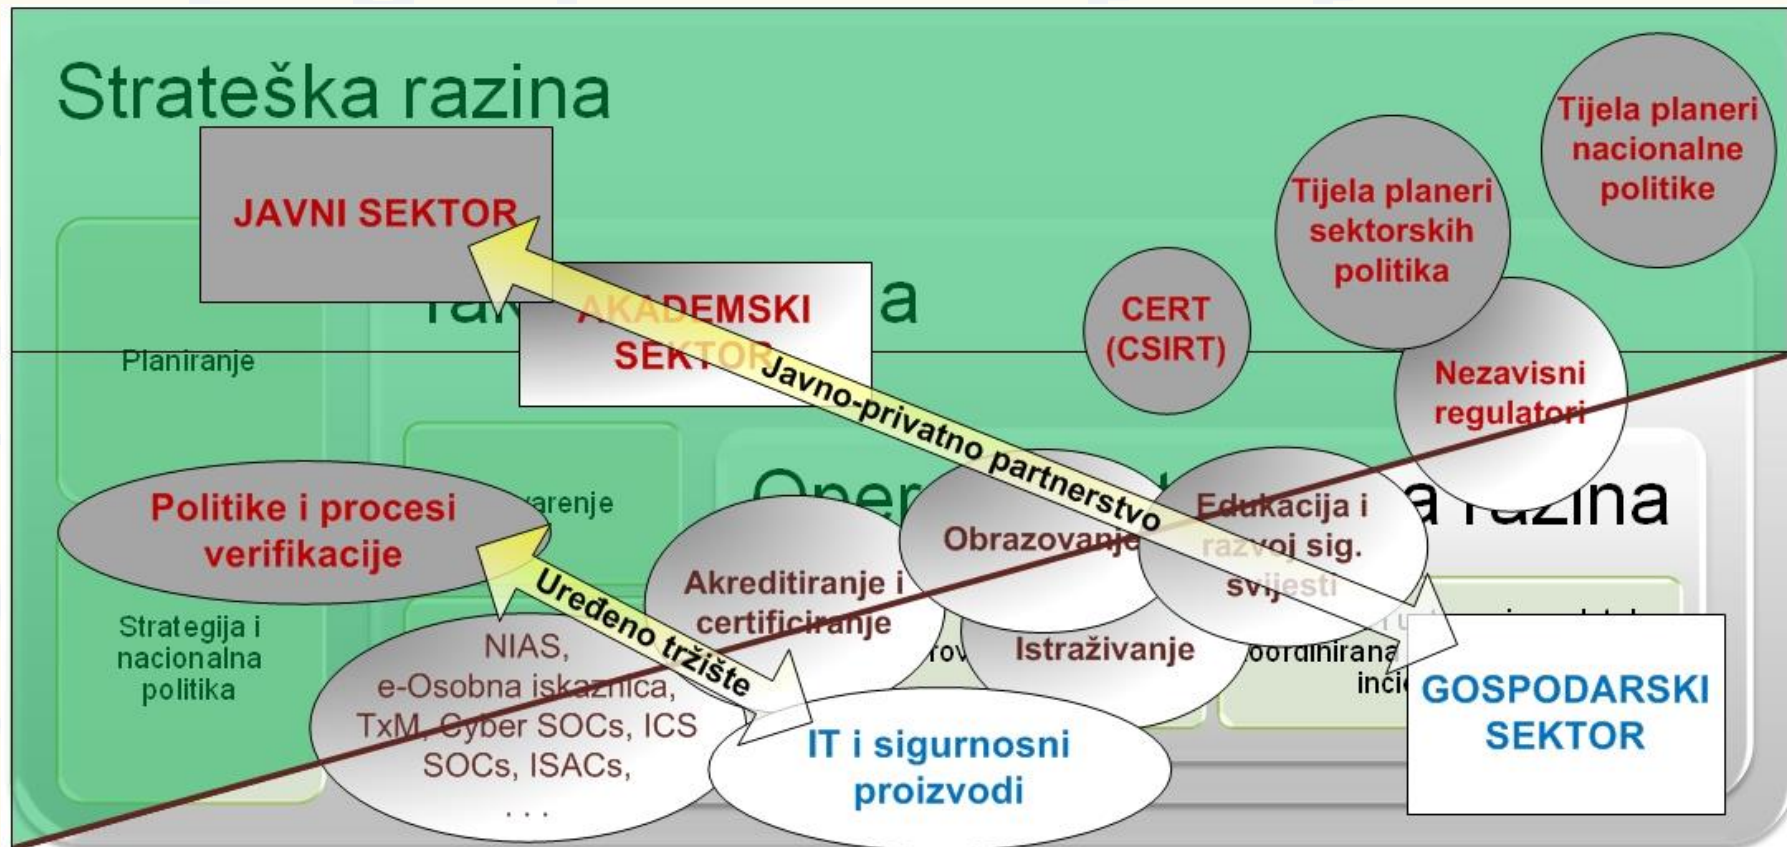 Strateška razina
Tijela planeri
nacionalne
politike
Tijela planeri
sektorskih
politika
JAVNI SEKTOR
AKADEMSKI
SEKTOR
CERT
(CSIRT)
Planiranje
Javno-privatno partnerstvo
Nezavisni
regulatori
Politike i procesi
verifikacije
razina
Obrazovanje
Edukacija i
razvoj sig.
svijesti
Akreditiranje i
certificiranje
Uređeno tržište
Istraživanje
Strategija i
nacionalna
politika
NIAS,
e-Osobna iskaznica,
TxM, Cyber SOCs, ICS
SOCs, ISACs,
. . .
IT i sigurnosni
proizvodi
GOSPODARSKI
SEKTOR